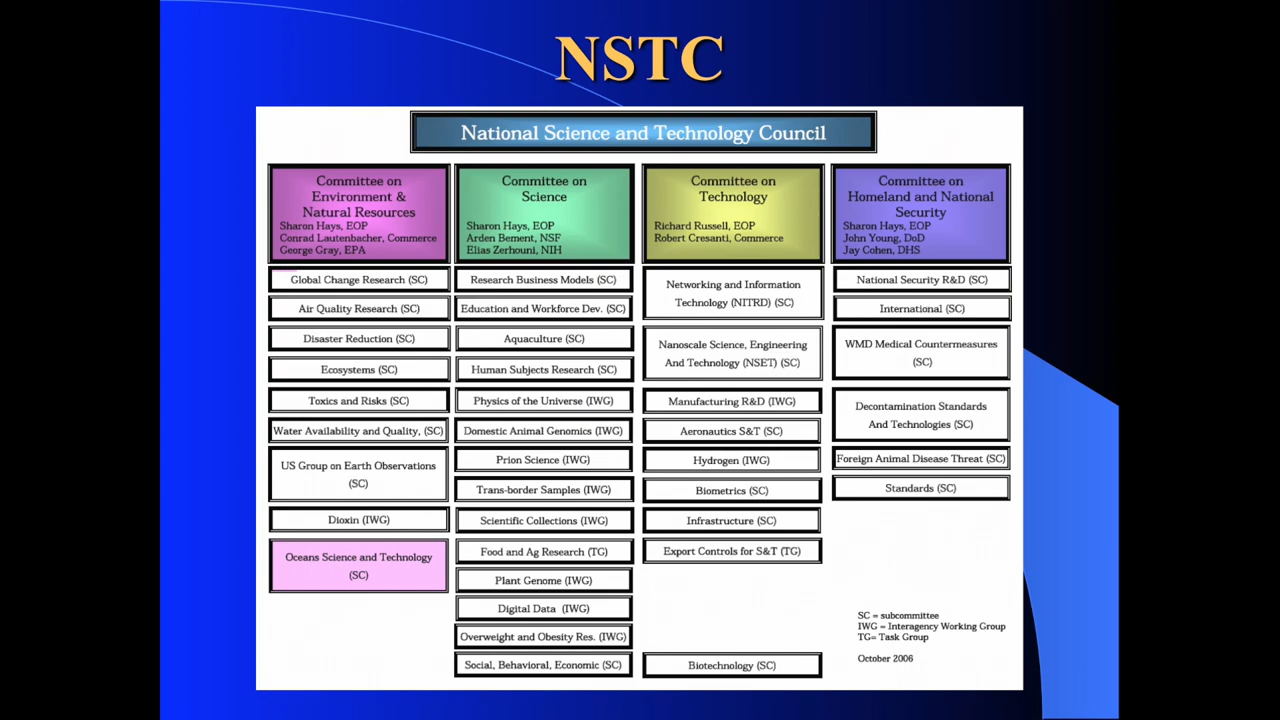 NSTC
National Science and Technology Council
Committee on
Environment &
Natural Resources
Sharon Hays, EOP
Conrad Lautenbacher, Commerce
George Gray, EPA
Global Change Research (SC)
Air Quality Research (SC)
Disaster Reduction (SC)
Ecosystems (SC)
Toxics and Risks (SC)
Water Availability and Quality, (SC)
US Group on Earth Observations
(SC)
Dioxin (IWG)
Oceans Science and Technology
(SC)
Committee on
Science
Sharon Hays, EOP
Arden Bement, NSF
Elias Zerhouni, NIH
Research Business Models (SC)
Education and Workforce Dev. (SC)
Aquaculture (SC)
Human Subjects Research (SC)
Physics of the Universe (IWG)
Domestic Animal Genomics (IWG)
Prion Science (IWG)
Trans-border Samples (IWG)
Scientific Collections (IWG)
Food and Ag Research (TG)
Plant Genome (IWG)
Digital Data (IWG)
Overweight and Obesity Res. (IWG)
Social, Behavioral, Economic (SC)
Committee on
Technology
Richard Russell, EOP
Robert Cresanti, Commerce
Networking and Information
Technology (NITRD) (SC)
Nanoscale Science, Engineering
And Technology (NSET) (SC)
Manufacturing R&D (IWG)
Aeronautics S&T (SC)
Hydrogen (IWG)
Biometrics (SC)
Infrastructure (SC)
Export Controls for S&T (TG)
Biotechnology (SC)
Committee on
Homeland and National
Security
Sharon Hays, EOP
John Young, DoD
Jay Cohen, DHS
National Security R&D (SC)
International (SC)
WMD Medical Countermeasures
(SC)
Decontamination Standards
And Technologies (SC)
Foreign Animal Disease Threat (SC)
Standards (SC)
SC = subcommittee
IWG = Interagency Working Group
TG= Task Group
October 2006